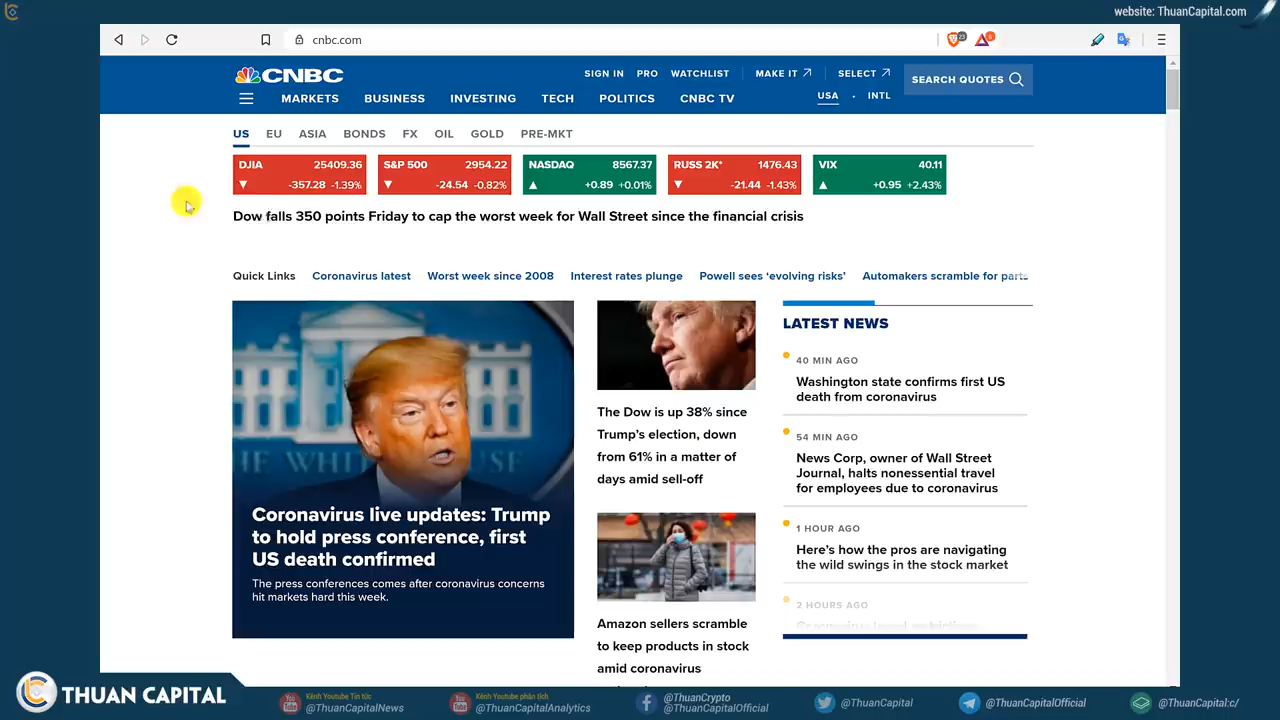 website: ThuanCapital.com
cnbc.com
CNBC
SIGN IN PRO WATCHLIST MAKE IT SELECT
SEARCH QUOTES
MARKETS BUSINESS INVESTING TECH POLITICS CNBC TV
USA · INTL
US EU ASIA BONDS FX OIL GOLD PRE-MKT
DJIA 25409.36
-357.28 -1.39%
S&P 500 2954.22
-24.54 -0.82%
NASDAQ 8567.37
+0.89 +0.01%
RUSS 2K* 1476.43
-21.44 -1.43%
VIX 40.11
+0.95 +2.43%
Dow falls 350 points Friday to cap the worst week for Wall Street since the financial crisis
Quick Links Coronavirus latest Worst week since 2008 Interest rates plunge Powell sees ‘evolving risks’ Automakers scramble for parts
THE WHITE HOUSE
Coronavirus live updates: Trump
to hold press conference, first
US death confirmed
The press conferences comes after coronavirus concerns
hit markets hard this week.
The Dow is up 38% since
Trump’s election, down
from 61% in a matter of
days amid sell-off
Amazon sellers scramble
to keep products in stock
amid coronavirus
LATEST NEWS
40 MIN AGO
Washington state confirms first US
death from coronavirus
54 MIN AGO
News Corp, owner of Wall Street
Journal, halts nonessential travel
for employees due to coronavirus
1 HOUR AGO
Here’s how the pros are navigating
the wild swings in the stock market
2 HOURS AGO
THUAN CAPITAL
Kênh Youtube Tin tức
@ThuanCapitalNews
Kênh Youtube phân tích
@ThuanCapitalAnalytics
@ThuanCrypto
@ThuanCapitalOfficial
@ThuanCapital
@ThuanCapitalOfficial
@ThuanCapital:c/